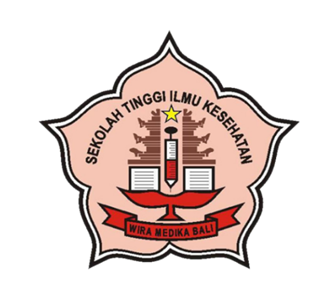 SEKOLAH TINGGI ILMU KESEHATAN
WIRA MEDIKA BALI